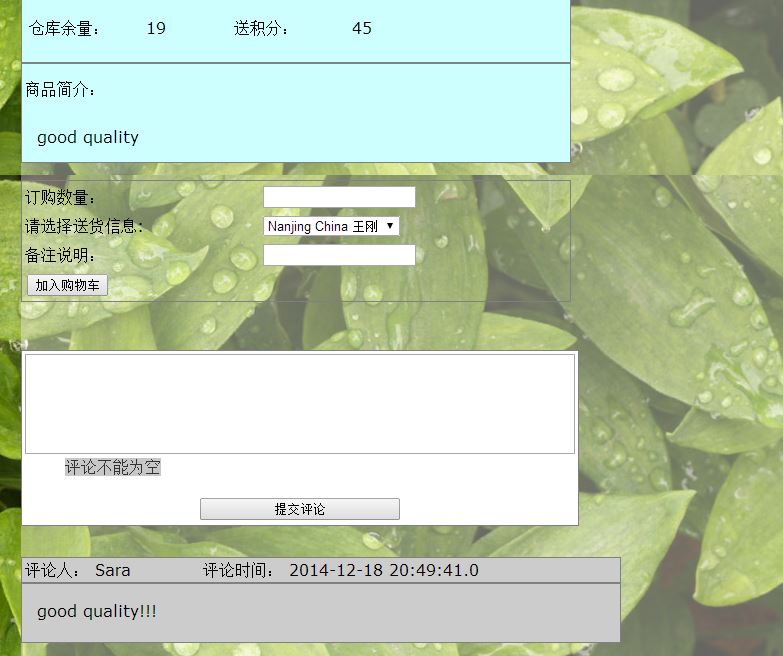 仓库余量： 19 送积分： 45
商品简介：
good quality
订购数量：
请选择送货信息：Nanjing China 王刚
备注说明：
加入购物车
评论不能为空
提交评论
评论人： Sara 评论时间： 2014-12-18 20:49:41.0
good quality!!!